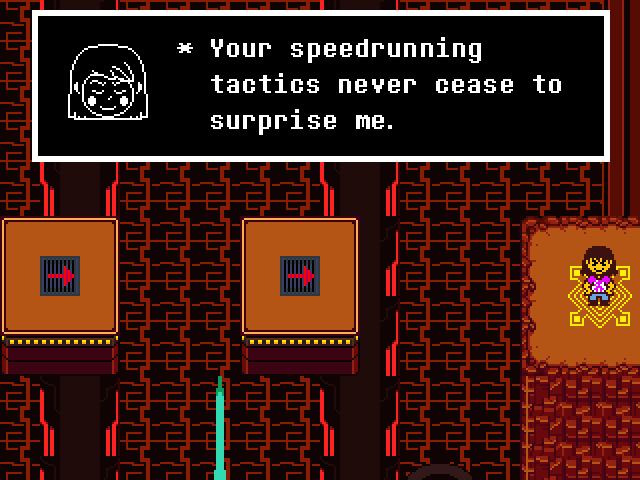 * Your speedrunning
tactics never cease to
surprise me.